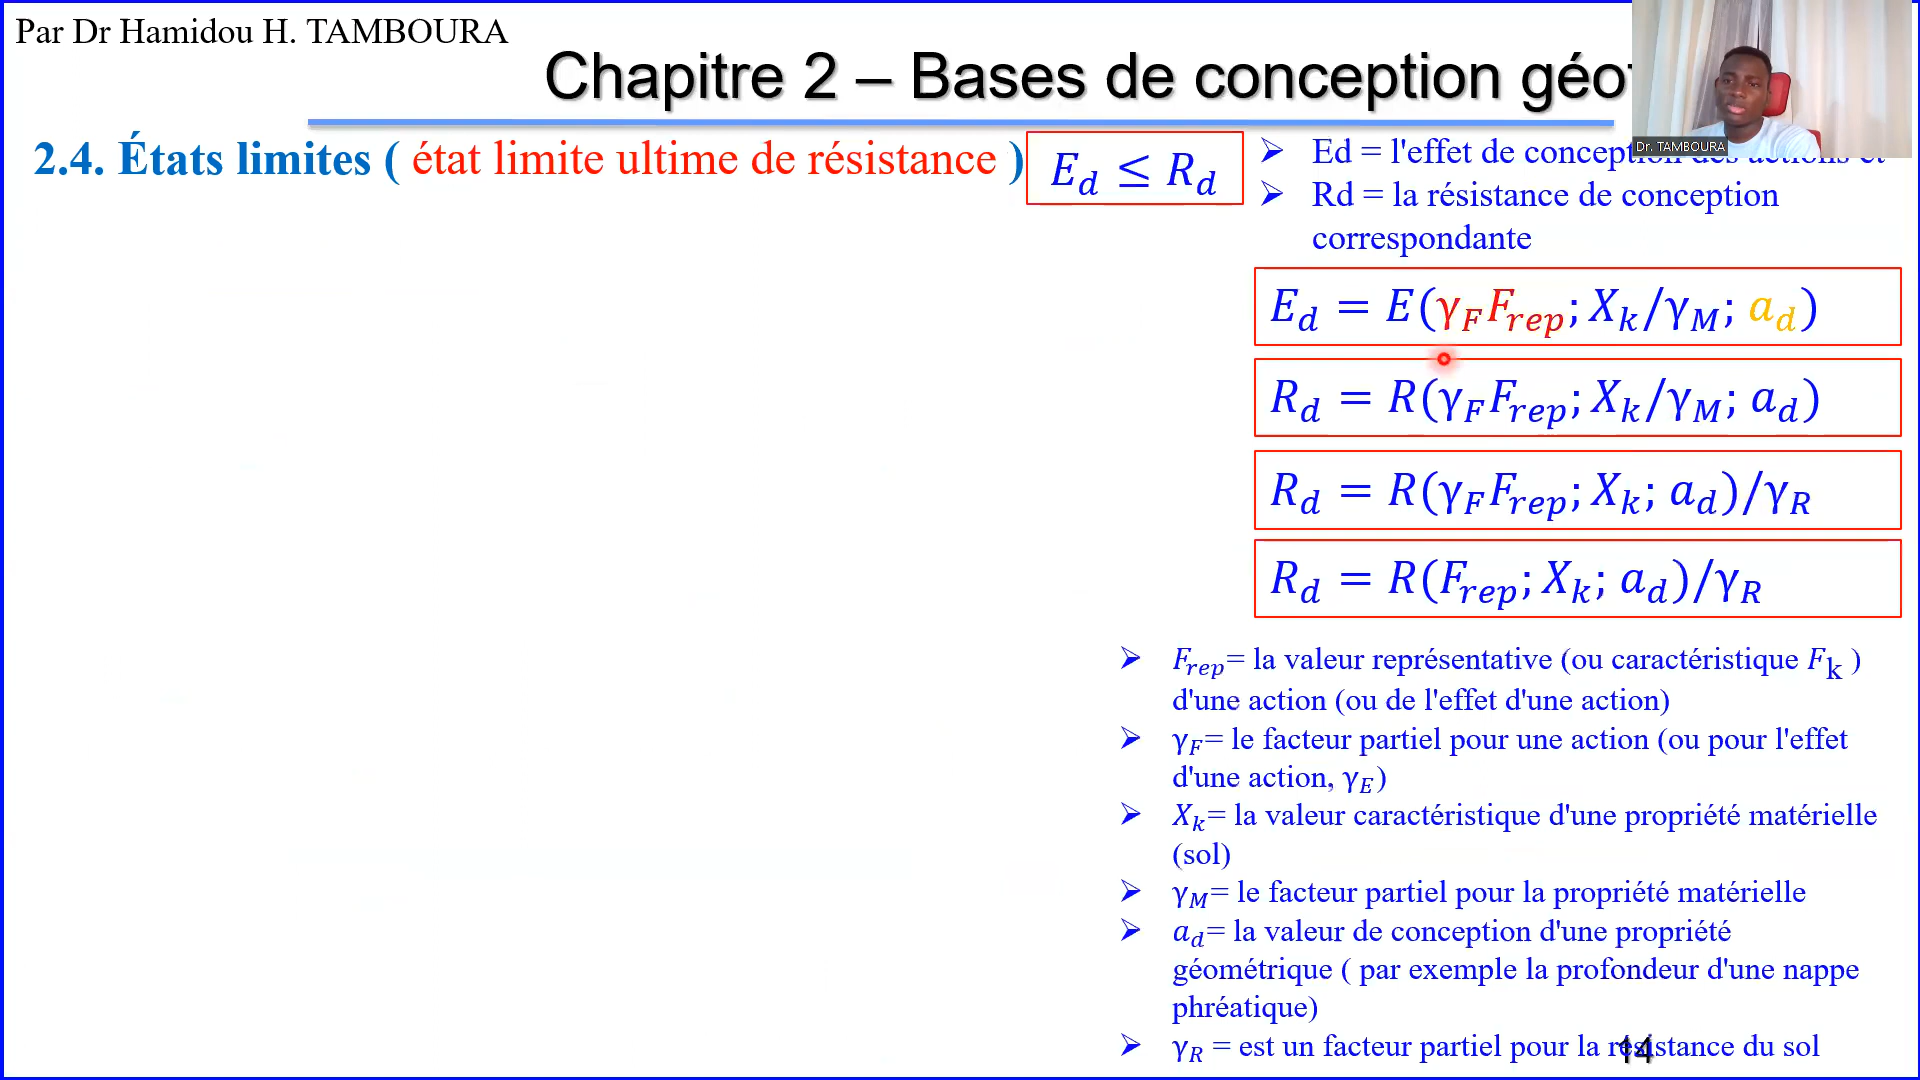 Par Dr Hamidou H. TAMBOURA
Chapitre 2 – Bases de conception géot
2.4. États limites ( état limite ultime de résistance )
E_d ≤ R_d
➢ Ed = l'effet de conception des actions et
➢ Rd = la résistance de conception
correspondante
Dr. TAMBOURA
E_d = E(γ_F F_rep; X_k/γ_M; a_d)
R_d = R(γ_F F_rep; X_k/γ_M; a_d)
R_d = R(γ_F F_rep; X_k; a_d)/γ_R
R_d = R(F_rep; X_k; a_d)/γ_R
➢ F_rep= la valeur représentative (ou caractéristique F_k )
d'une action (ou de l'effet d'une action)
➢ γ_F= le facteur partiel pour une action (ou pour l'effet
d'une action, γ_E)
➢ X_k= la valeur caractéristique d'une propriété matérielle
(sol)
➢ γ_M= le facteur partiel pour la propriété matérielle
➢ a_d= la valeur de conception d'une propriété
géométrique ( par exemple la profondeur d'une nappe
phréatique)
➢ γ_R = est un facteur partiel pour la résistance du sol
14